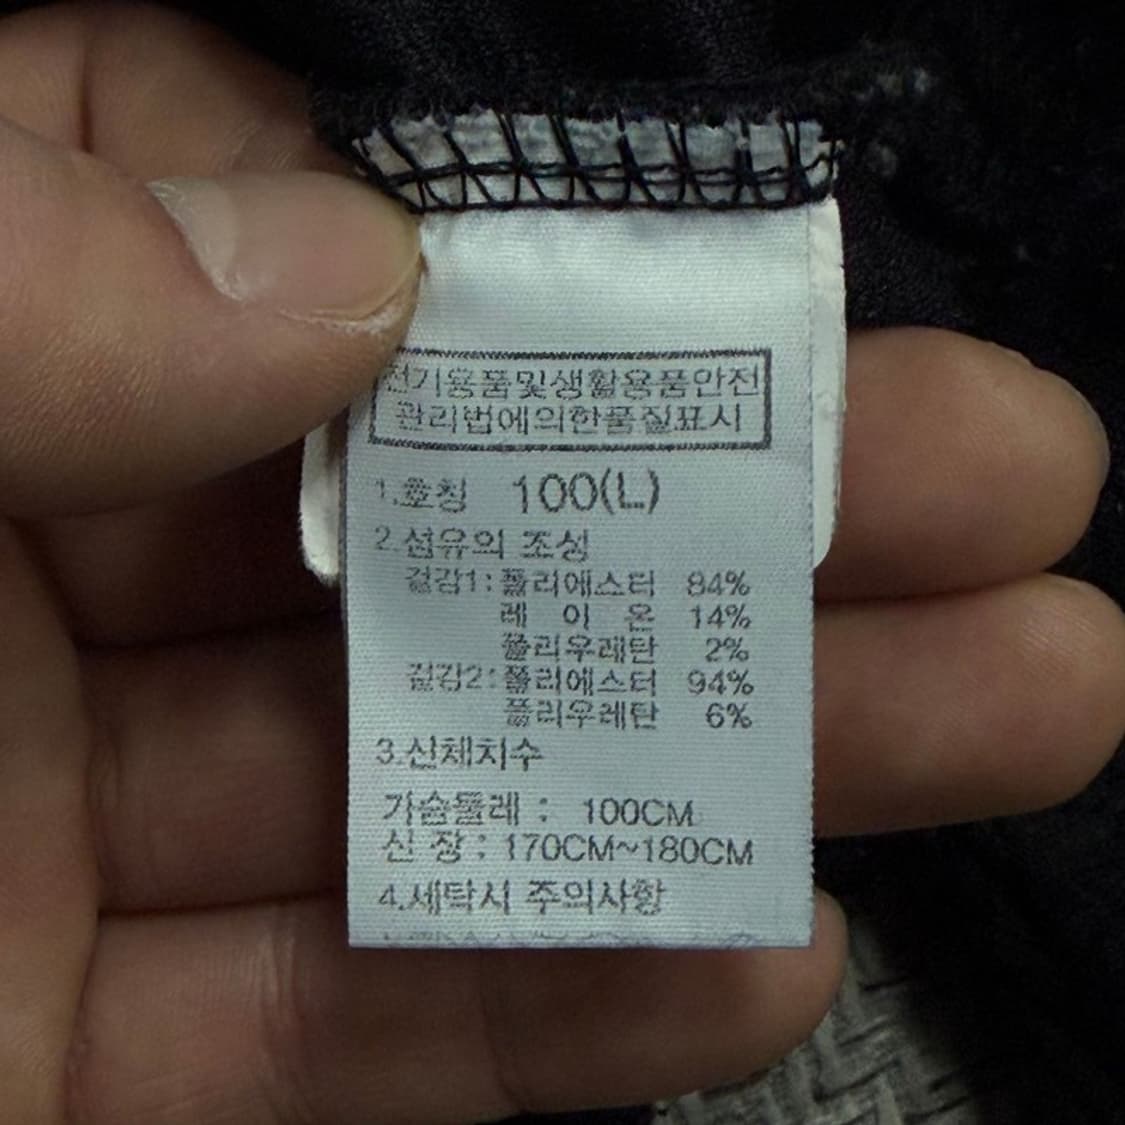 전기용품및생활용품안전
관리법에의한품질표시
1.호칭 100(L)
2.섬유의 조성
겉감1:폴리에스터 84%
레 이 온 14%
폴리우레탄 2%
겉감2:폴리에스터 94%
폴리우레탄 6%
3.신체치수
가슴둘레 : 100CM
신 장 : 170CM~180CM
4.세탁시 주의사항